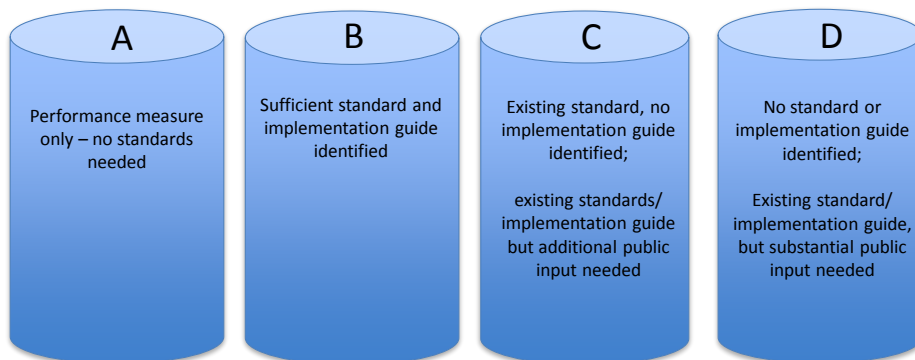 A
Performance measure
only – no standards
needed
B
Sufficient standard and
implementation guide
identified
C
Existing standard, no
implementation guide
identified;
existing standards/
implementation guide
but additional public
input needed
D
No standard or
implementation guide
identified;
Existing standard/
implementation guide,
but substantial public
input needed